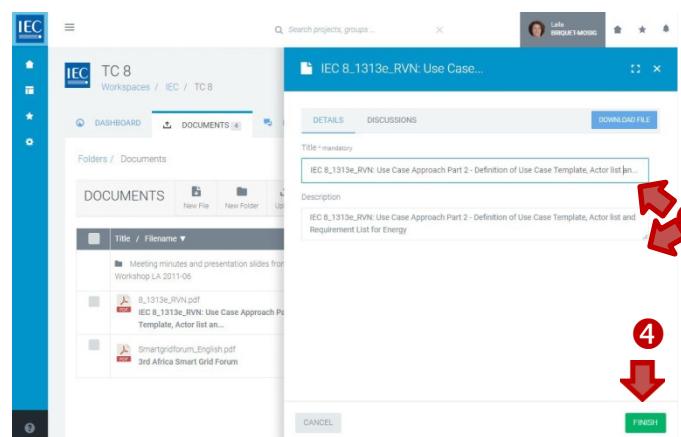 IEC
Search projects, groups ...
Leile
BRIQUET-MOSIG
IEC
TC 8
Workspaces / IEC / TC 8
DASHBOARD
DOCUMENTS 4
Folders / Documents
DOCUMENTS
New File
New Folder
Title / Filename ▼
Meeting minutes and presentation slides from
Workshop LA 2011-06
8_1313e_RVN.pdf
IEC 8_1313e_RVN: Use Case Approach
Template, Actor list an...
PDF
Smartgridforum_English.pdf
3rd Africa Smart Grid Forum
PDF
IEC 8_1313e_RVN: Use Case...
DETAILS
DISCUSSIONS
DOWNLOAD FILE
Title * mandatory
IEC 8_1313e_RVN: Use Case Approach Part 2 - Definition of Use Case Template, Actor list an...
Description
IEC 8_1313e_RVN: Use Case Approach Part 2 - Definition of Use Case Template, Actor list and
Requirement List for Energy
4
CANCEL
FINISH